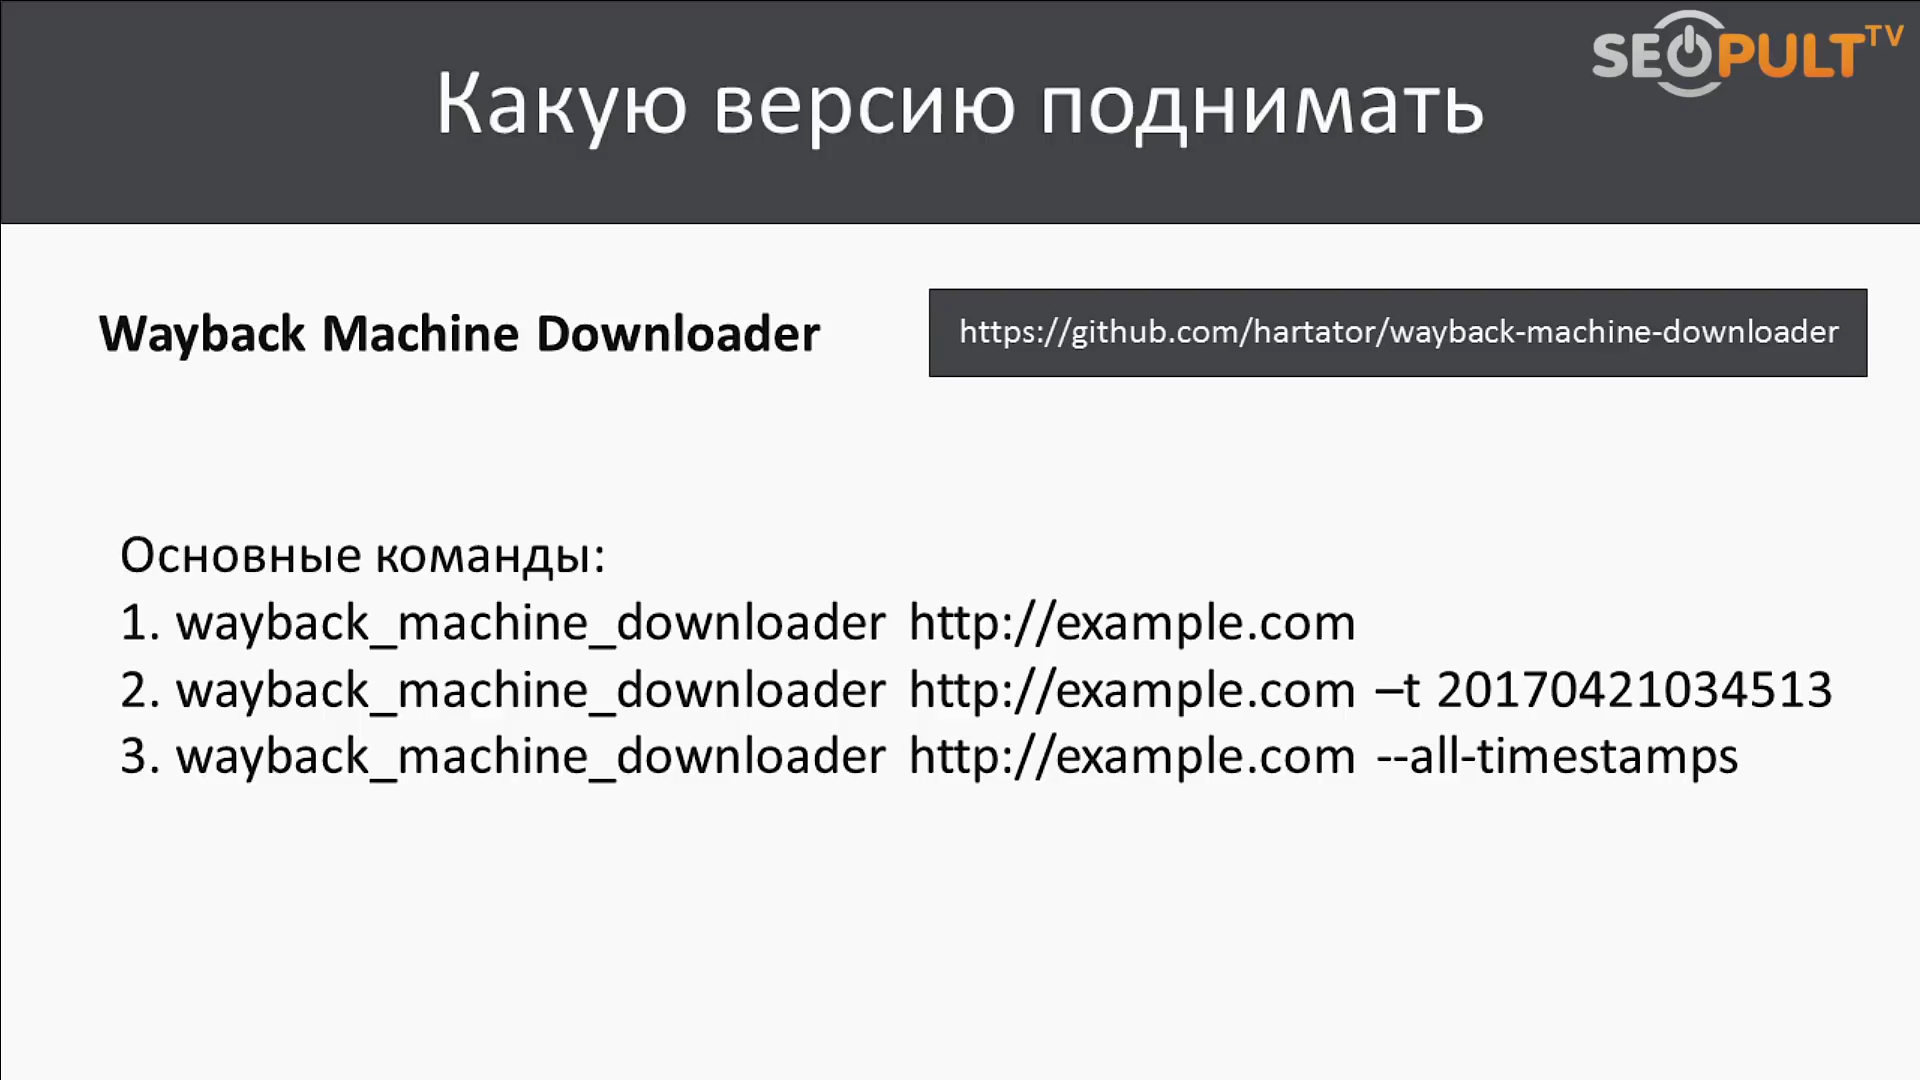 SEOPULT TV
Какую версию поднимать
Wayback Machine Downloader
https://github.com/hartator/wayback-machine-downloader
Основные команды:
1. wayback_machine_downloader http://example.com
2. wayback_machine_downloader http://example.com –t 20170421034513
3. wayback_machine_downloader http://example.com --all-timestamps